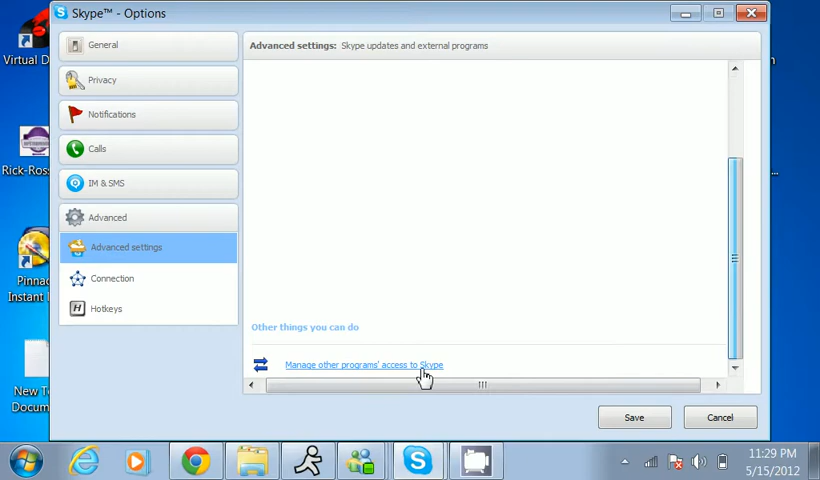 Skype™ - Options
Virtual D
General
Privacy
Notifications
Calls
IM & SMS
Advanced
Advanced settings
Connection
Hotkeys
Advanced settings: Skype updates and external programs
Other things you can do
Manage other programs' access to Skype
Save
Cancel
Rick-Ross
...
Pinnac
Instant
New Te
Docum
H
11:29 PM
5/15/2012